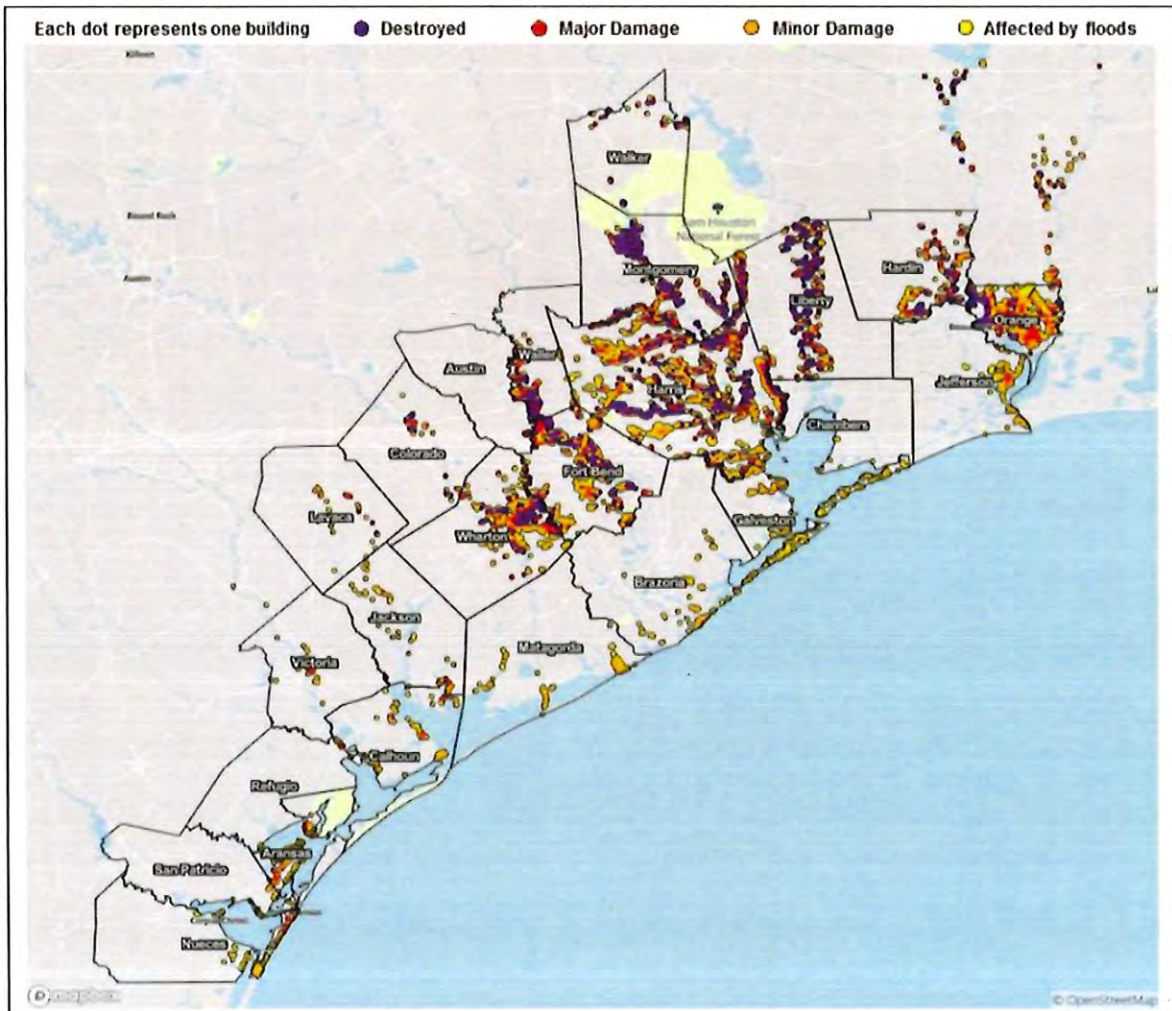 Each dot represents one building Destroyed Major Damage Minor Damage Affected by floods
Killeen
Walker
Round Rock
Sam Houston
National Forest
Montgomery
Hardin
Austin
Liberty
Orange
Waller
Austin
Jefferson
Harris
Chambers
Colorado
Fort Bend
Lavaca
Galveston
Wharton
Brazoria
Jackson
Matagorda
Victoria
Calhoun
Refugio
Aransas
San Patricio
Nueces
mapbox
© OpenStreetMap